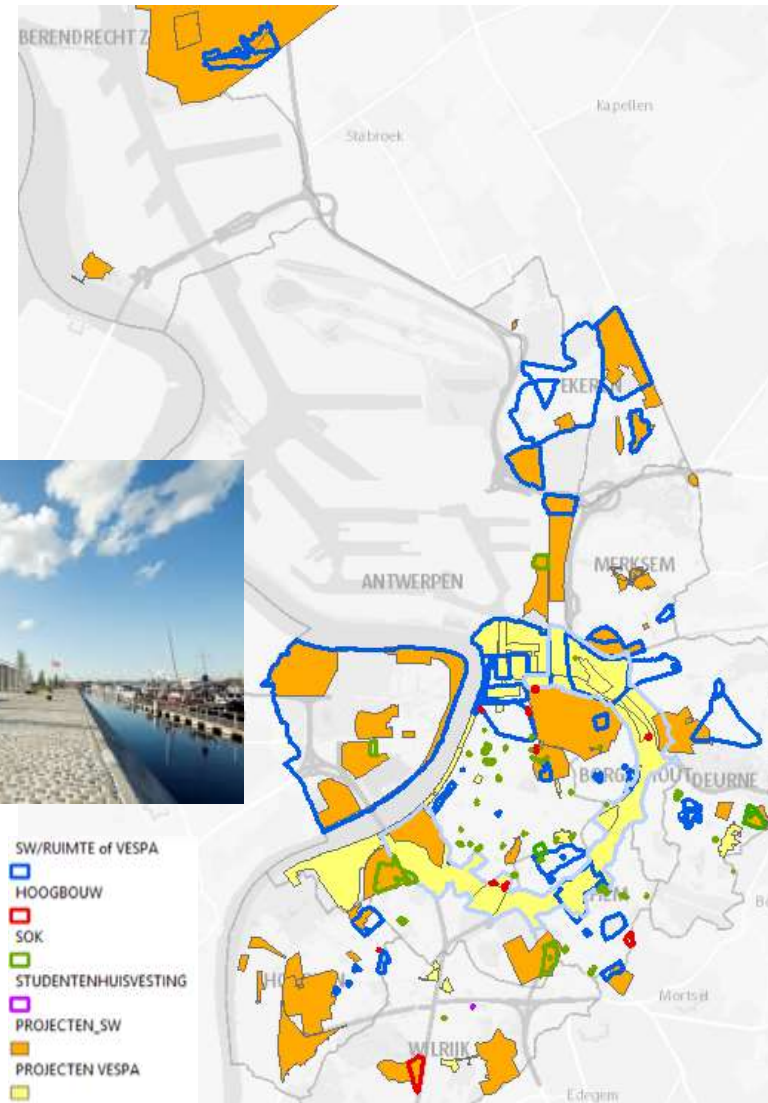 BERENDRECHT Z
Kapellen
Stabroek
EKEREN
MERKSEM
ANTWERPEN
BORGERHOUT DEURNE
Mortsel
WILRIJK
Edegem
SW/RUIMTE of VESPA
HOOGBOUW
SOK
STUDENTENHUISVESTING
PROJECTEN_SW
PROJECTEN VESPA